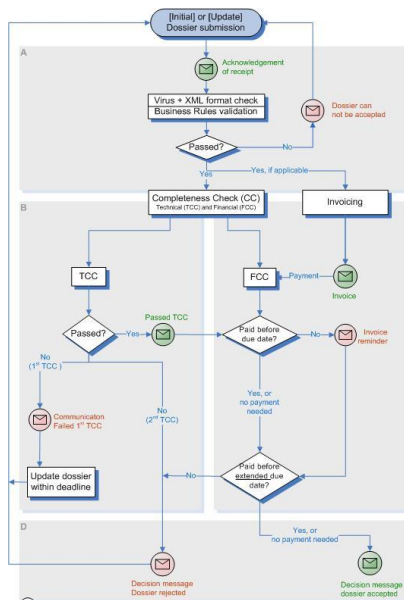 [Initial] or [Update]
Dossier submission
A
Acknowledgement
of receipt
Virus + XML format check
Business Rules validation
Dossier can
not be accepted
Passed?
No
Yes
Yes, if applicable
Completeness Check (CC)
Technical (TCC) and Financial (FCC)
Invoicing
B
C
TCC
FCC
Payment
Invoice
Passed TCC
Passed?
Yes
Paid before
due date?
No
Invoice
reminder
No
(1st TCC )
No
(2nd TCC)
Yes, or
no payment
needed
Communicaton
Failed 1st TCC
Update dossier
within deadline
No
Paid before
extended due
date?
D
Yes, or
no payment needed
Decision message
Dossier rejected
Decision message
dossier accepted